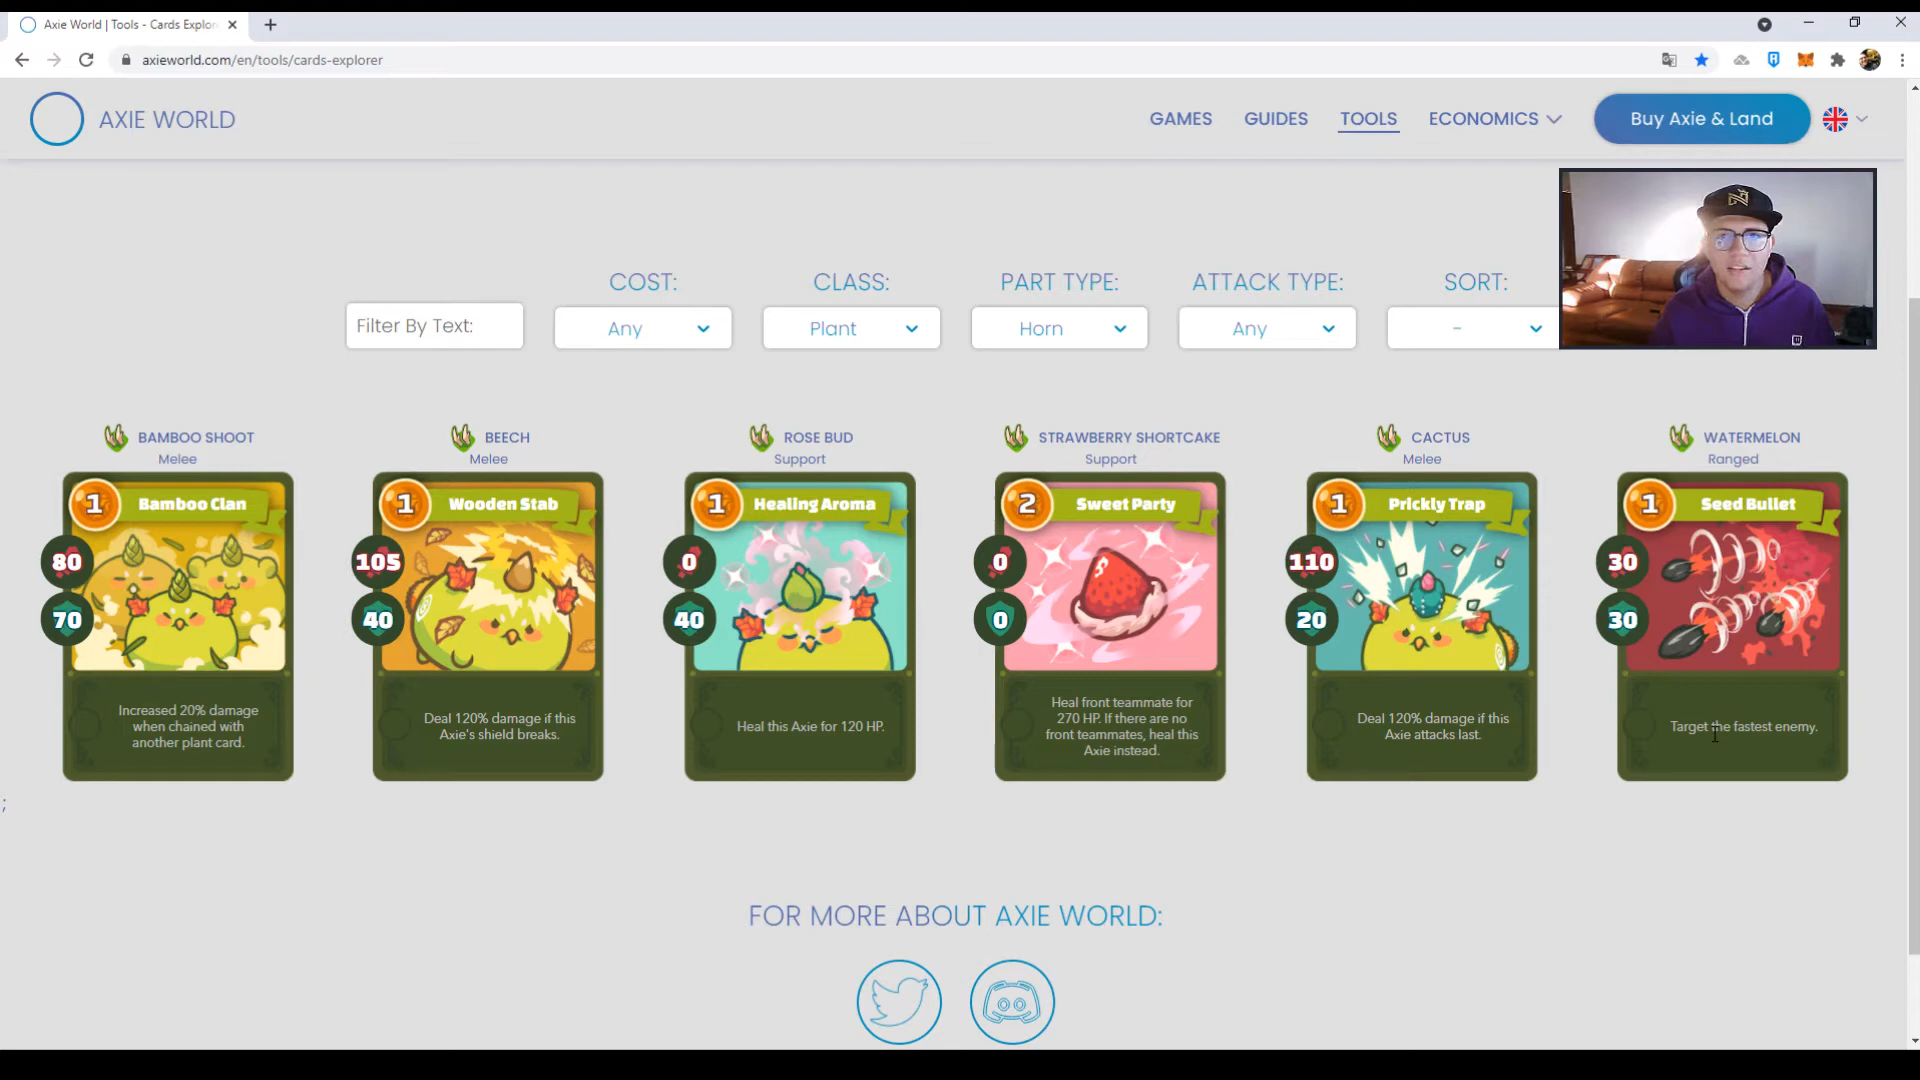 Axie World | Tools - Cards Explor
axieworld.com/en/tools/cards-explorer
AXIE WORLD
GAMES
GUIDES
TOOLS
ECONOMICS
Buy Axie & Land
COST:
CLASS:
PART TYPE:
ATTACK TYPE:
SORT:
Filter By Text:
Any
Plant
Horn
Any
-
BAMBOO SHOOT
Melee
1
Bamboo Clan
80
70
Increased 20% damage
when chained with
another plant card.
BEECH
Melee
1
Wooden Stab
105
40
Deal 120% damage if this
Axie's shield breaks.
ROSE BUD
Support
1
Healing Aroma
0
40
Heal this Axie for 120 HP.
STRAWBERRY SHORTCAKE
Support
2
Sweet Party
0
0
Heal front teammate for
270 HP. If there are no
front teammates, heal this
Axie instead.
CACTUS
Melee
1
Prickly Trap
110
20
Deal 120% damage if this
Axie attacks last.
WATERMELON
Ranged
1
Seed Bullet
30
30
Target the fastest enemy.
;
FOR MORE ABOUT AXIE WORLD: